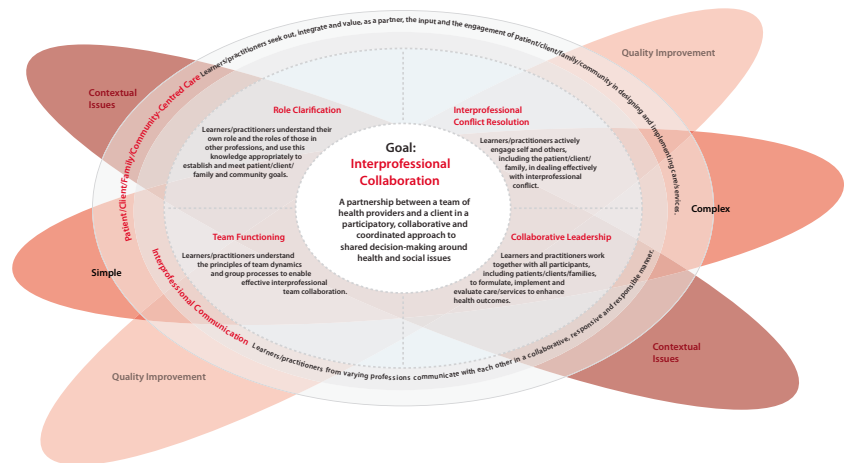 Patient/Client/Family/Community-Centred Care Learners/practitioners seek out, integrate and value, as a partner, the input and the engagement of patient/client/family/community in designing and implementing care/services.
Quality Improvement
Contextual
Issues
Role Clarification
Learners/practitioners understand their
own role and the roles of those in
other professions, and use this
knowledge appropriately to
establish and meet patient/client/
family and community goals.
Interprofessional
Conflict Resolution
Learners/practitioners actively
engage self and others,
including the patient/client/
family, in dealing effectively
with interprofessional
conflict.
Goal:
Interprofessional
Collaboration
A partnership between a team of
health providers and a client in a
participatory, collaborative and
coordinated approach to
shared decision-making around
health and social issues
Complex
Simple
Team Functioning
Learners/practitioners understand
the principles of team dynamics
and group processes to enable
effective interprofessional
team collaboration.
Collaborative Leadership
Learners and practitioners work
together with all participants,
including patients/clients/families,
to formulate, implement and
evaluate care/services to enhance
health outcomes.
Interprofessional Communication Learners/practitioners from varying professions communicate with each other in a collaborative, responsive and responsible manner.
Quality Improvement
Contextual
Issues